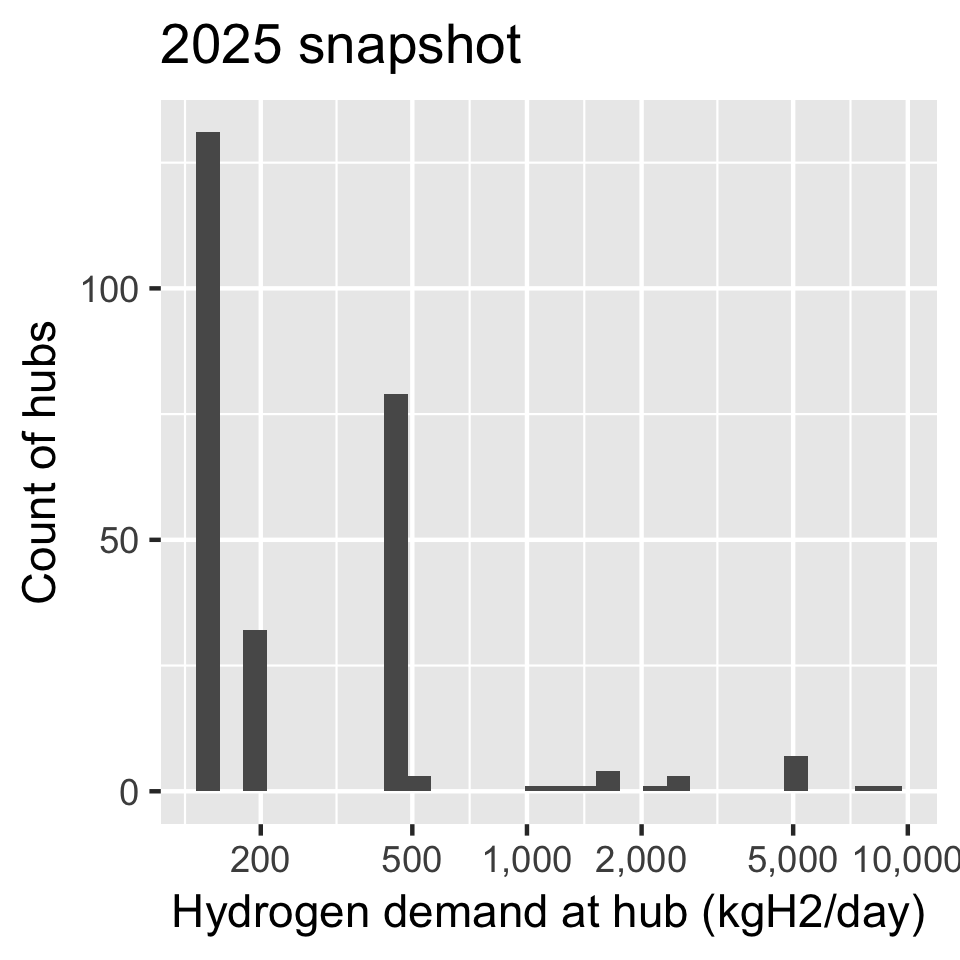 2025 snapshot
Count of hubs
100
50
0
200 500 1,000 2,000 5,000 10,000
Hydrogen demand at hub (kgH2/day)